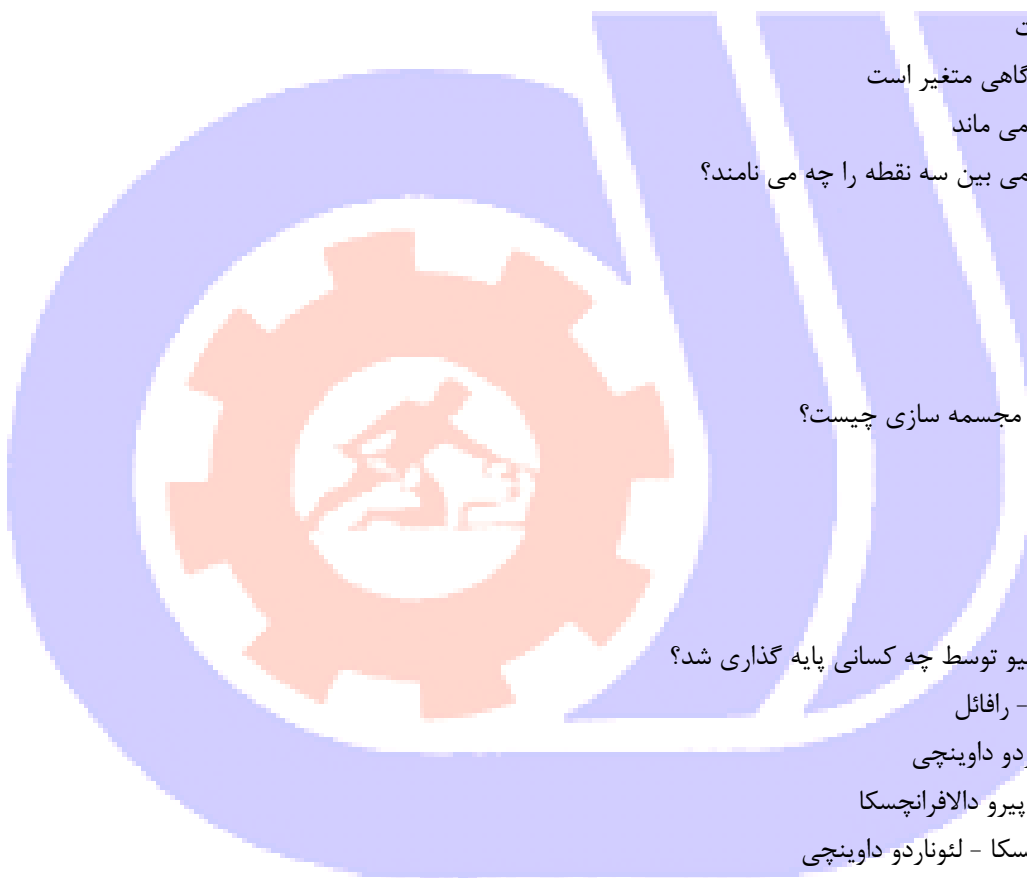 گاهی متغیر است
می ماند
می بین سه نقطه را چه می نامند؟
مجسمه سازی چیست؟
یو توسط چه کسانی پایه گذاری شد؟
- رافائل
دو داوینچی
پیرو دالافرانچسکا
سکا - لئوناردو داوینچی